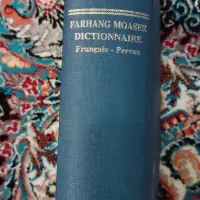 FARHANG MOASER
DICTIONNAIRE
Français - Persan